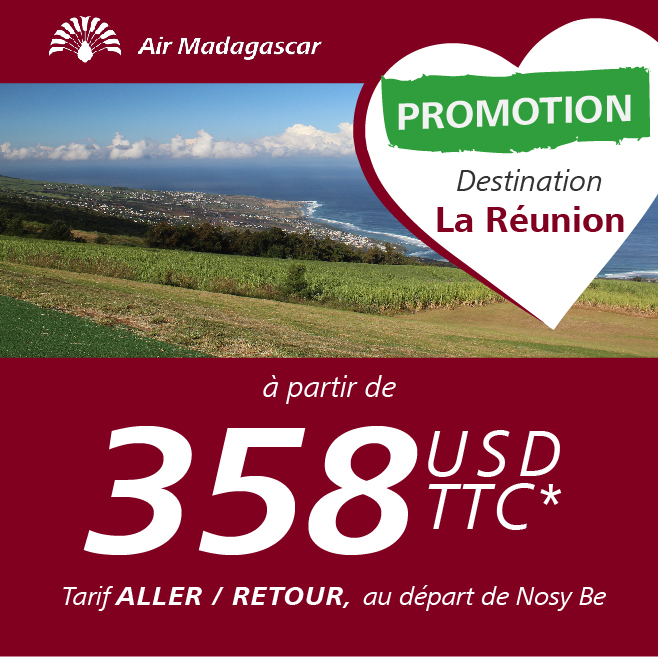 Air Madagascar
PROMOTION
Destination
La Réunion
à partir de
358 USD
TTC*
Tarif ALLER / RETOUR, au départ de Nosy Be